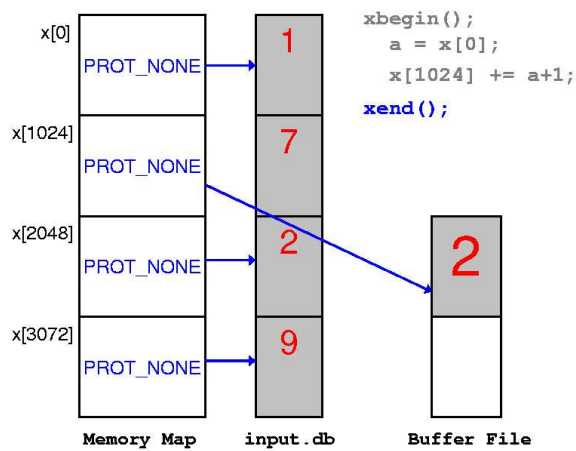 x[0]
PROT_NONE
1
xbegin();
a = x[0];
x[1024] += a+1;
xend();
x[1024]
PROT_NONE
7
x[2048]
PROT_NONE
2
2
x[3072]
PROT_NONE
9
Memory Map
input.db
Buffer File